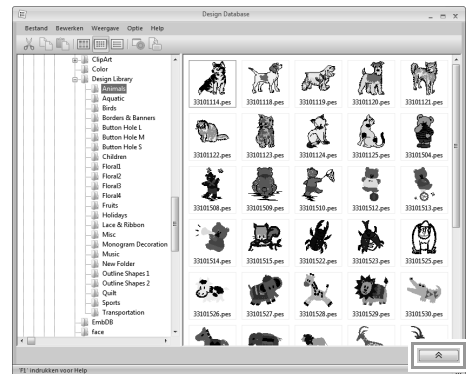 Design Database
Bestand Bewerken Weergave Optie Help
ClipArt
Color
Design Library
Animals
Aquatic
Birds
Borders & Banners
Button Hole L
Button Hole M
Button Hole S
Children
Floral1
Floral2
Floral3
Floral4
Fruits
Holidays
Lace & Ribbon
Misc
Monogram Decoration
Music
New Folder
Outline Shapes 1
Outline Shapes 2
Quilt
Sports
Transportation
EmbDB
face
33101114.pes 33101118.pes 33101119.pes 33101120.pes 33101121.pes
33101122.pes 33101123.pes 33101124.pes 33101125.pes 33101504.pes
33101508.pes 33101509.pes 33101510.pes 33101512.pes 33101513.pes
33101514.pes 33101515.pes 33101522.pes 33101523.pes 33101525.pes
33101526.pes 33101527.pes 33101528.pes 33101529.pes 33101530.pes
'F1' indrukken voor Help